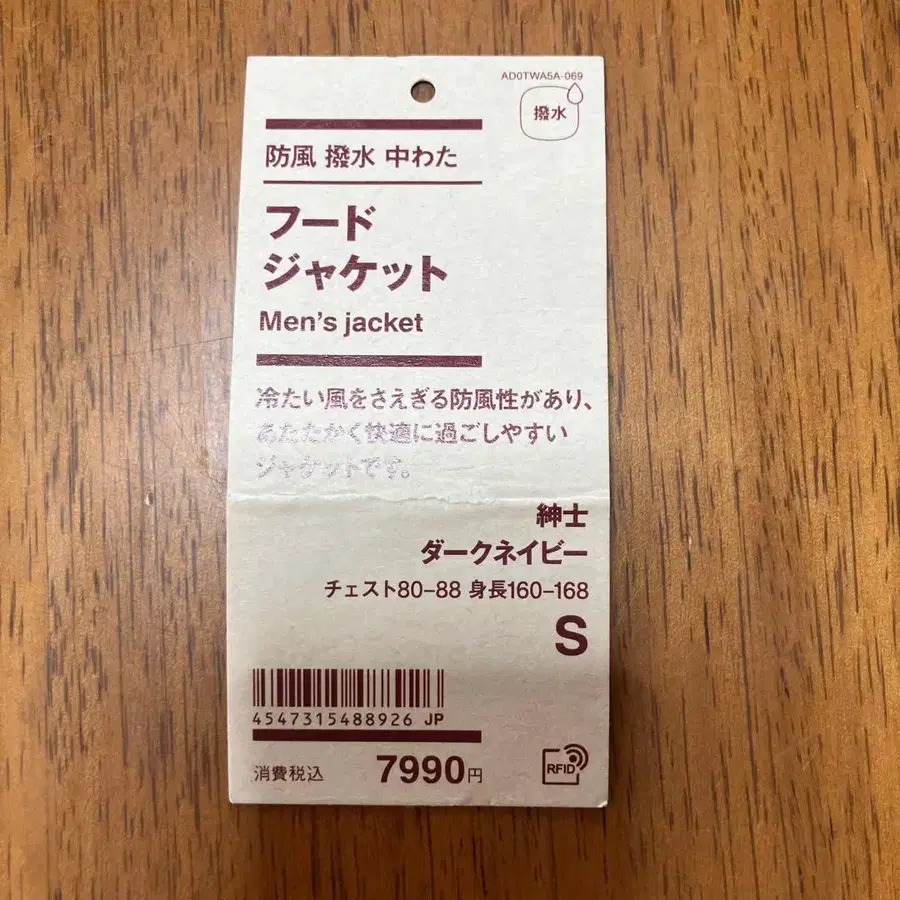 AD0TWA5A-069
撥水
防風 撥水 中わた
フード
ジャケット
Men's jacket
冷たい風をさえぎる防風性があり、
あたたかく快適に過ごしやすい
ジャケットです。
紳士
ダークネイビー
チェスト80-88 身長160-168
S
4547315488926 JP
消費税込 7990円
RFID